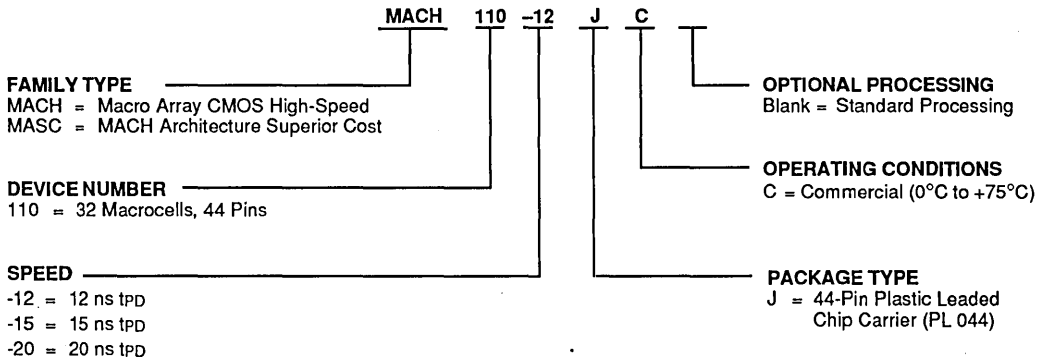 MACH 110 -12 J C
FAMILY TYPE
MACH = Macro Array CMOS High-Speed
MASC = MACH Architecture Superior Cost
DEVICE NUMBER
110 = 32 Macrocells, 44 Pins
SPEED
-12 = 12 ns tPD
-15 = 15 ns tPD
-20 = 20 ns tPD
OPTIONAL PROCESSING
Blank = Standard Processing
OPERATING CONDITIONS
C = Commercial (0°C to +75°C)
PACKAGE TYPE
J = 44-Pin Plastic Leaded
Chip Carrier (PL 044)